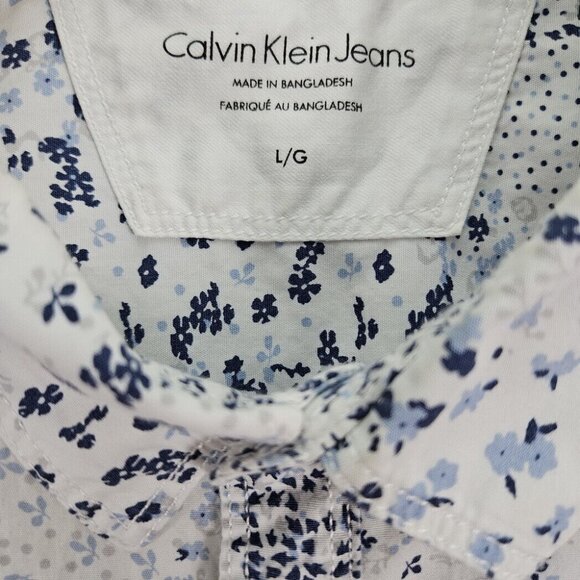 Calvin Klein Jeans
MADE IN BANGLADESH
FABRIQUÉ AU BANGLADESH
L/G